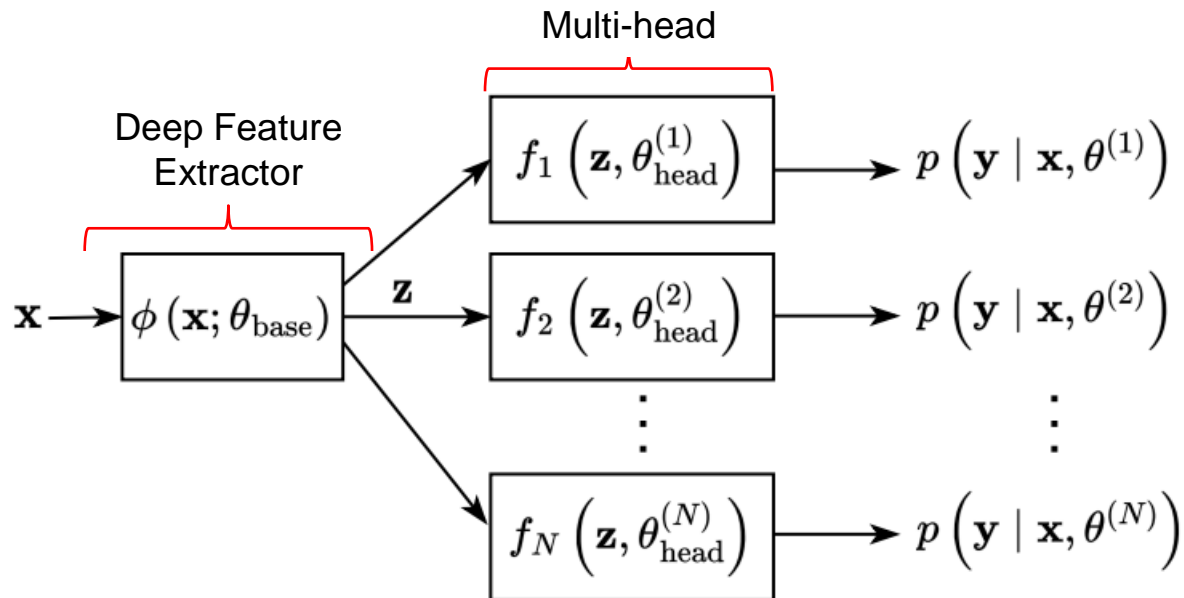 Multi-head
Deep Feature
Extractor
x
ϕ (x; θ_base)
z
f_1 (z, θ_head^(1))
p (y | x, θ^(1))
f_2 (z, θ_head^(2))
p (y | x, θ^(2))
⋮
⋮
f_N (z, θ_head^(N))
p (y | x, θ^(N))